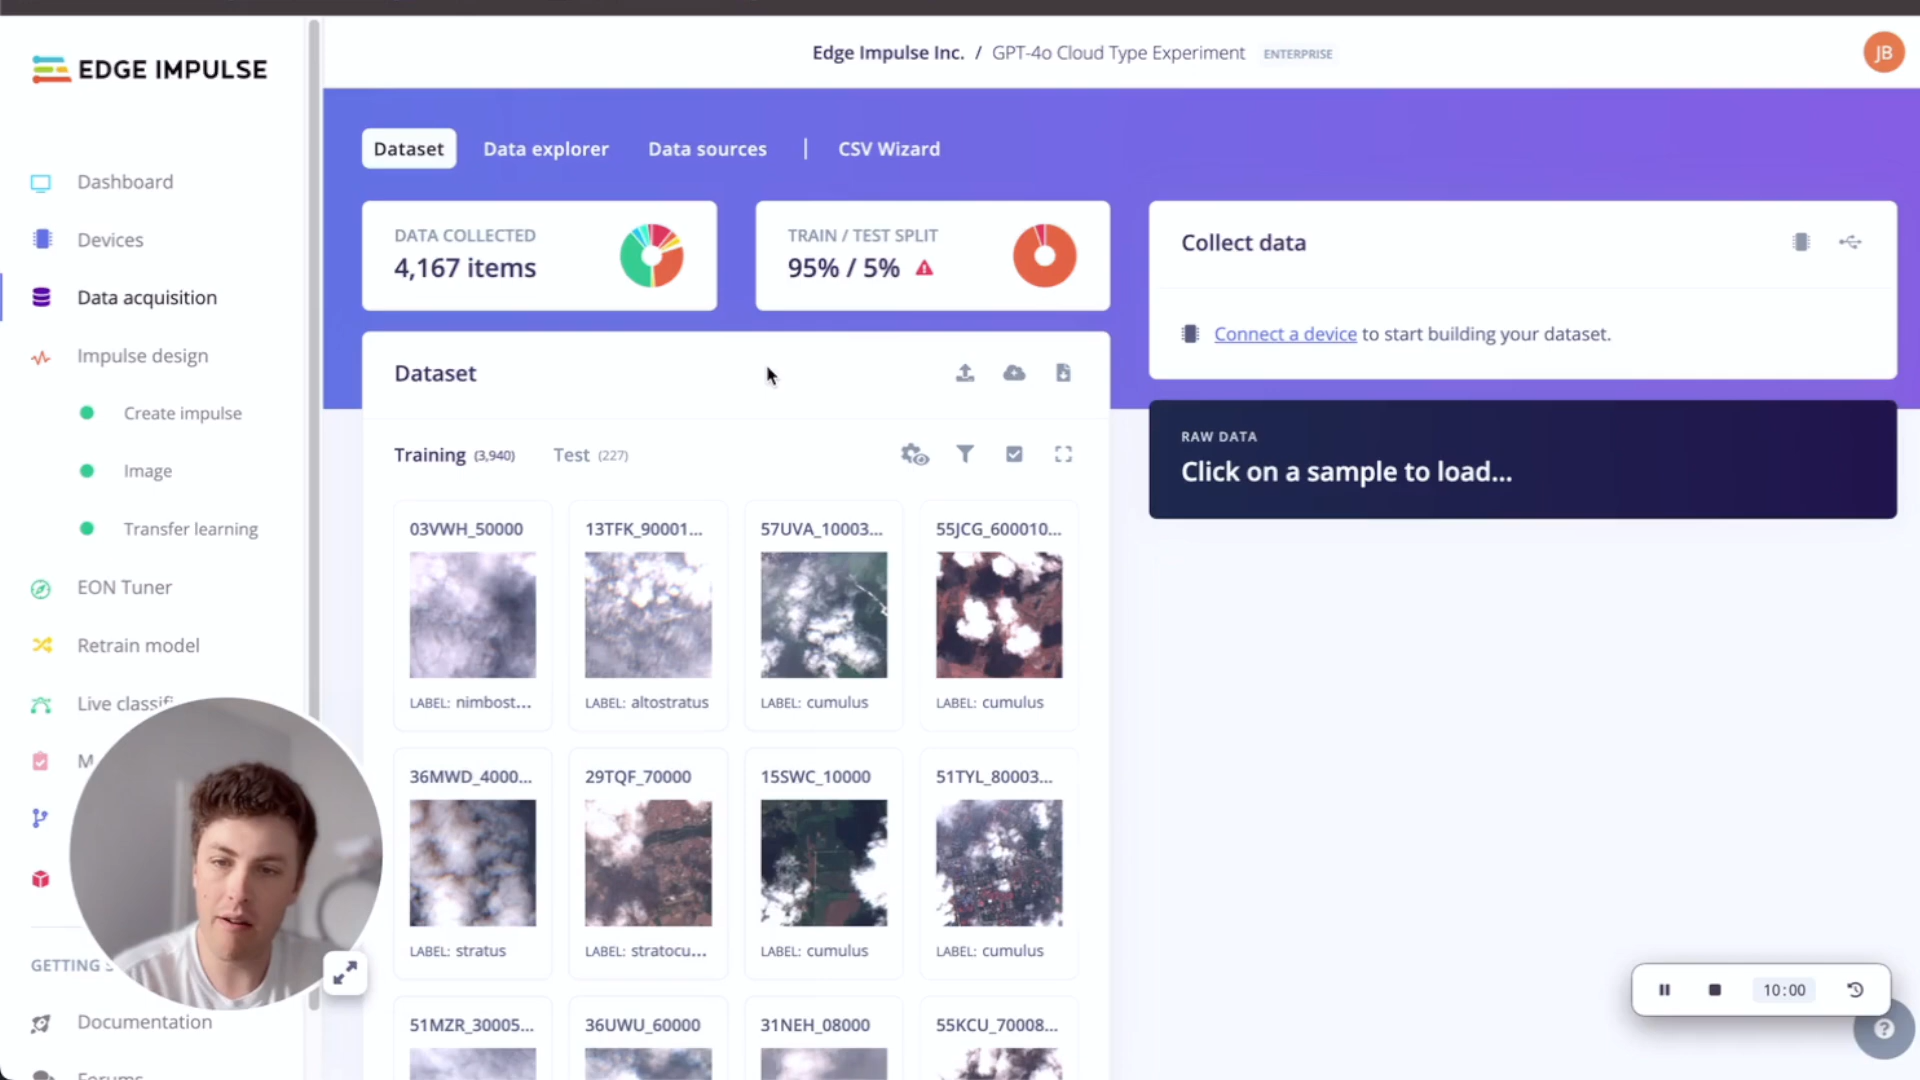 EDGE IMPULSE
Edge Impulse Inc. / GPT-4o Cloud Type Experiment ENTERPRISE
JB
Dashboard
Devices
Data acquisition
Impulse design
Create impulse
Image
Transfer learning
EON Tuner
Retrain model
Live classif
M
GETTING S
Documentation
Forums
Dataset
Data explorer
Data sources
|
CSV Wizard
DATA COLLECTED
4,167 items
TRAIN / TEST SPLIT
95% / 5%
Collect data
Connect a device to start building your dataset.
RAW DATA
Click on a sample to load...
Dataset
Training (3,940)
Test (227)
03VWH_50000
13TFK_90001...
57UVA_10003...
55JCG_600010...
LABEL: nimbost...
LABEL: altostratus
LABEL: cumulus
LABEL: cumulus
36MWD_4000...
29TQF_70000
15SWC_10000
51TYL_80003...
LABEL: stratus
LABEL: stratocu...
LABEL: cumulus
LABEL: cumulus
51MZR_30005...
36UWU_60000
31NEH_08000
55KCU_70008...
10:00
?